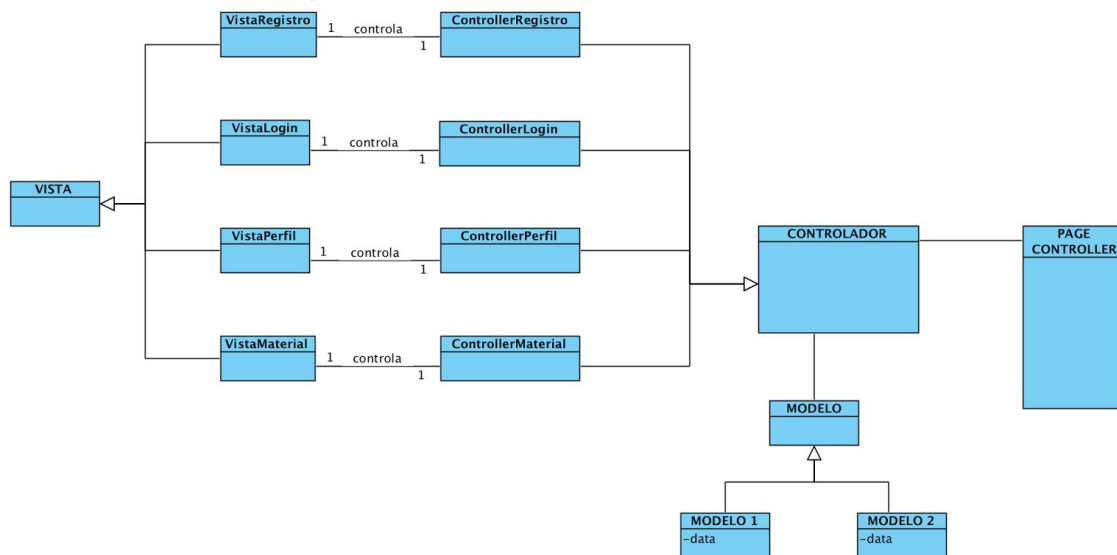 VistaRegistro
1 controla 1
ControllerRegistro
VistaLogin
1 controla 1
ControllerLogin
VISTA
VistaPerfil
1 controla 1
ControllerPerfil
CONTROLADOR
PAGE
CONTROLLER
VistaMaterial
1 controla 1
ControllerMaterial
MODELO
MODELO 1
-data
MODELO 2
-data